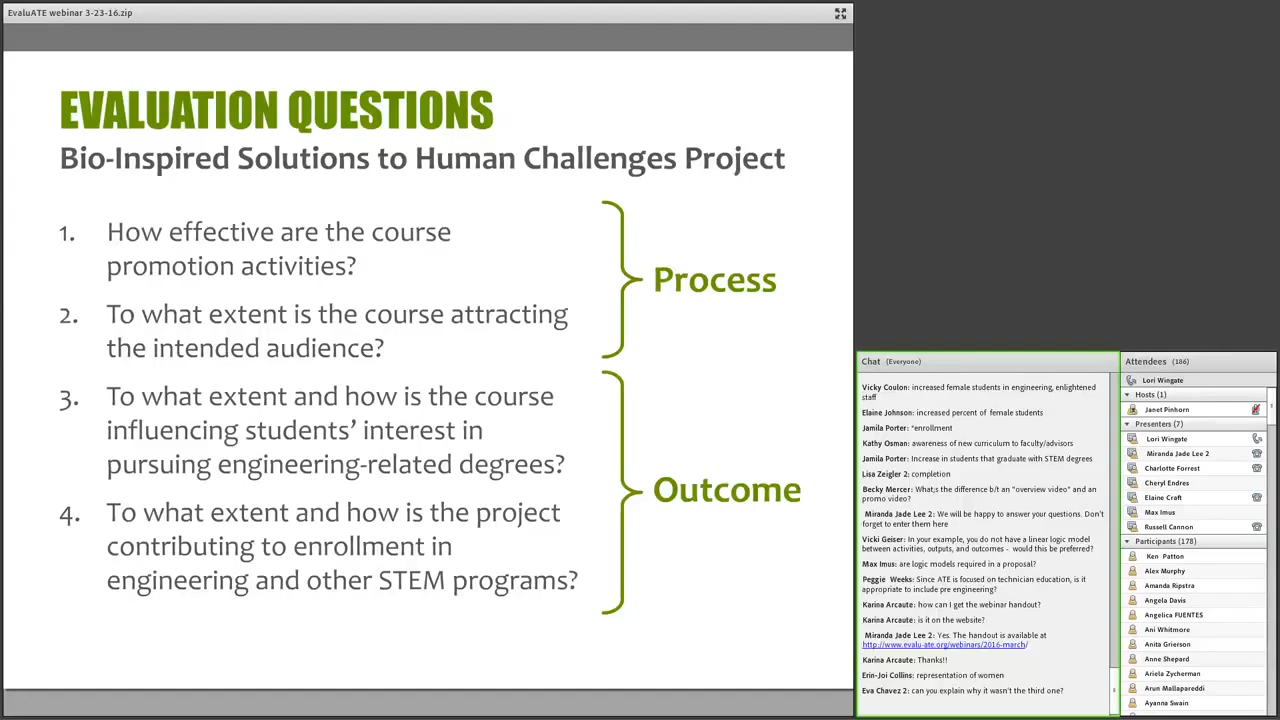 EvaluATE webinar 3-23-16.zip
EVALUATION QUESTIONS
Bio-Inspired Solutions to Human Challenges Project
1. How effective are the course
promotion activities?
2. To what extent is the course attracting
the intended audience?
Process
3. To what extent and how is the course
influencing students' interest in
pursuing engineering-related degrees?
4. To what extent and how is the project
contributing to enrollment in
engineering and other STEM programs?
Outcome
Chat (Everyone)
Vicky Coulon: increased female students in engineering, enlightened
staff
Elaine Johnson: increased percent of female students
Jamila Porter: *enrollment
Kathy Osman: awareness of new curriculum to faculty/advisors
Jamila Porter: Increase in students that graduate with STEM degrees
Lisa Zeigler 2: completion
Becky Mercer: What;s the difference b/t an "overview video" and an
promo video?
Miranda Jade Lee 2: We will be happy to answer your questions. Don't
forget to enter them here
Vicki Geiser: In your example, you do not have a linear logic model
between activities, outputs, and outcomes - would this be preferred?
Max Imus: are logic models required in a proposal?
Peggie Weeks: Since ATE is focused on technician education, is it
appropriate to include pre engineering?
Karina Arcaute: how can I get the webinar handout?
Karina Arcaute: is it on the website?
Miranda Jade Lee 2: Yes. The handout is available at
http://www.evalu-ate.org/webinars/2016-march/
Karina Arcaute: Thanks!!
Erin-Joi Collins: representation of women
Eva Chavez 2: can you explain why it wasn't the third one?
Attendees (186)
Lori Wingate
Hosts (1)
Janet Pinhorn
Presenters (7)
Lori Wingate
Miranda Jade Lee 2
Charlotte Forrest
Cheryl Endres
Elaine Craft
Max Imus
Russell Cannon
Participants (178)
Ken Patton
Alex Murphy
Amanda Ripstra
Angela Davis
Angelica FUENTES
Ani Whitmore
Anita Grierson
Anne Shepard
Ariela Zycherman
Arun Mallapareddi
Ayanna Swain